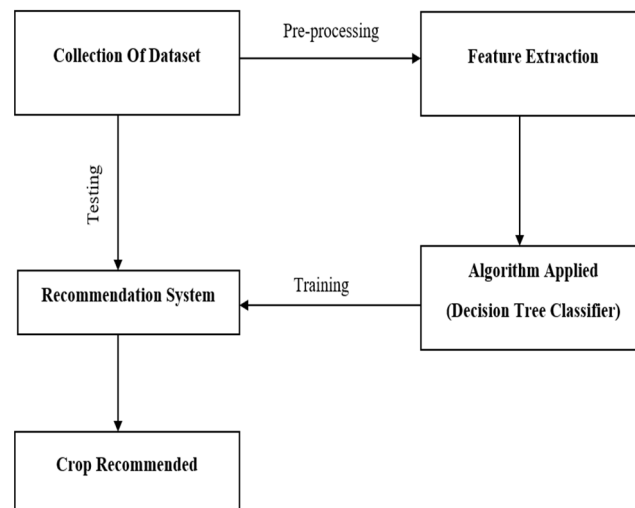 Collection Of Dataset
Pre-processing
Feature Extraction
Testing
Algorithm Applied
(Decision Tree Classifier)
Training
Recommendation System
Crop Recommended